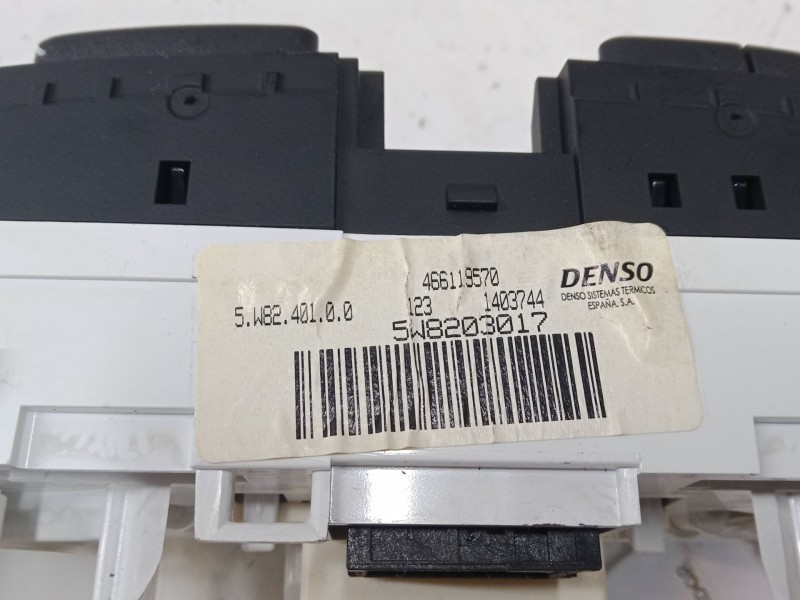 466119570
DENSO
5.W82.401.0.0
123 1403744
DENSO SISTEMAS TERMICOS
ESPAÑA, S.A.
5W8203017